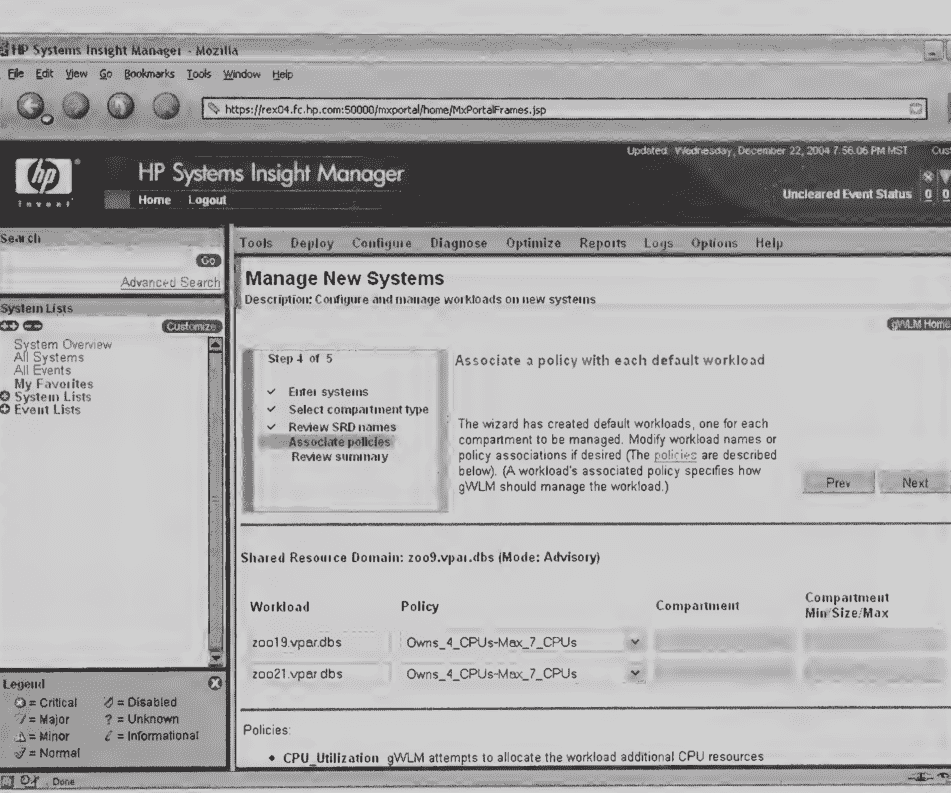 HP Systems Insight Manager - Mozilla
File Edit View Go Bookmarks Tools Window Help
https://rex04.fc.hp.com:50000/mxportal/home/MxPortalFrames.jsp
Updated: Wednesday, December 22, 2004 7:56:06 PM MST
hp
invent
HP Systems Insight Manager
Home Logout
Uncleared Event Status 0 0
Search
Go
Advanced Search
System Lists
Customize
System Overview
All Systems
All Events
My Favorites
System Lists
Event Lists
Legend
= Critical = Disabled
= Major ? = Unknown
= Minor = Informational
= Normal
Tools Deploy Configure Diagnose Optimize Reports Logs Options Help
Manage New Systems
Description: Configure and manage workloads on new systems
gWLM Home
Step 4 of 5
Enter systems
Select compartment type
Review SRD names
Associate policies
Review summary
Associate a policy with each default workload
The wizard has created default workloads, one for each
compartment to be managed. Modify workload names or
policy associations if desired (The policies are described
below). (A workload's associated policy specifies how
gWLM should manage the workload.)
Prev Next
Shared Resource Domain: zoo9.vpar.dbs (Mode: Advisory)
Workload Policy Compartment Compartment
Min/Size/Max
zoo19.vpar.dbs Owns_4_CPUs-Max_7_CPUs
zoo21.vpar.dbs Owns_4_CPUs-Max_7_CPUs
Policies:
• CPU_Utilization gWLM attempts to allocate the workload additional CPU resources
Done